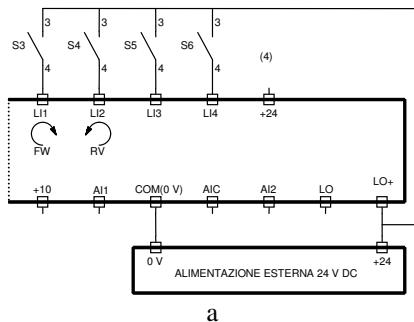 3 3 3 3
S3 S4 S5 S6 (4)
4 4 4 4
LI1 LI2 LI3 LI4 +24
FW RV
+10 AI1 COM(0 V) AIC AI2 LO LO+
0 V +24
ALIMENTAZIONE ESTERNA 24 V DC
a